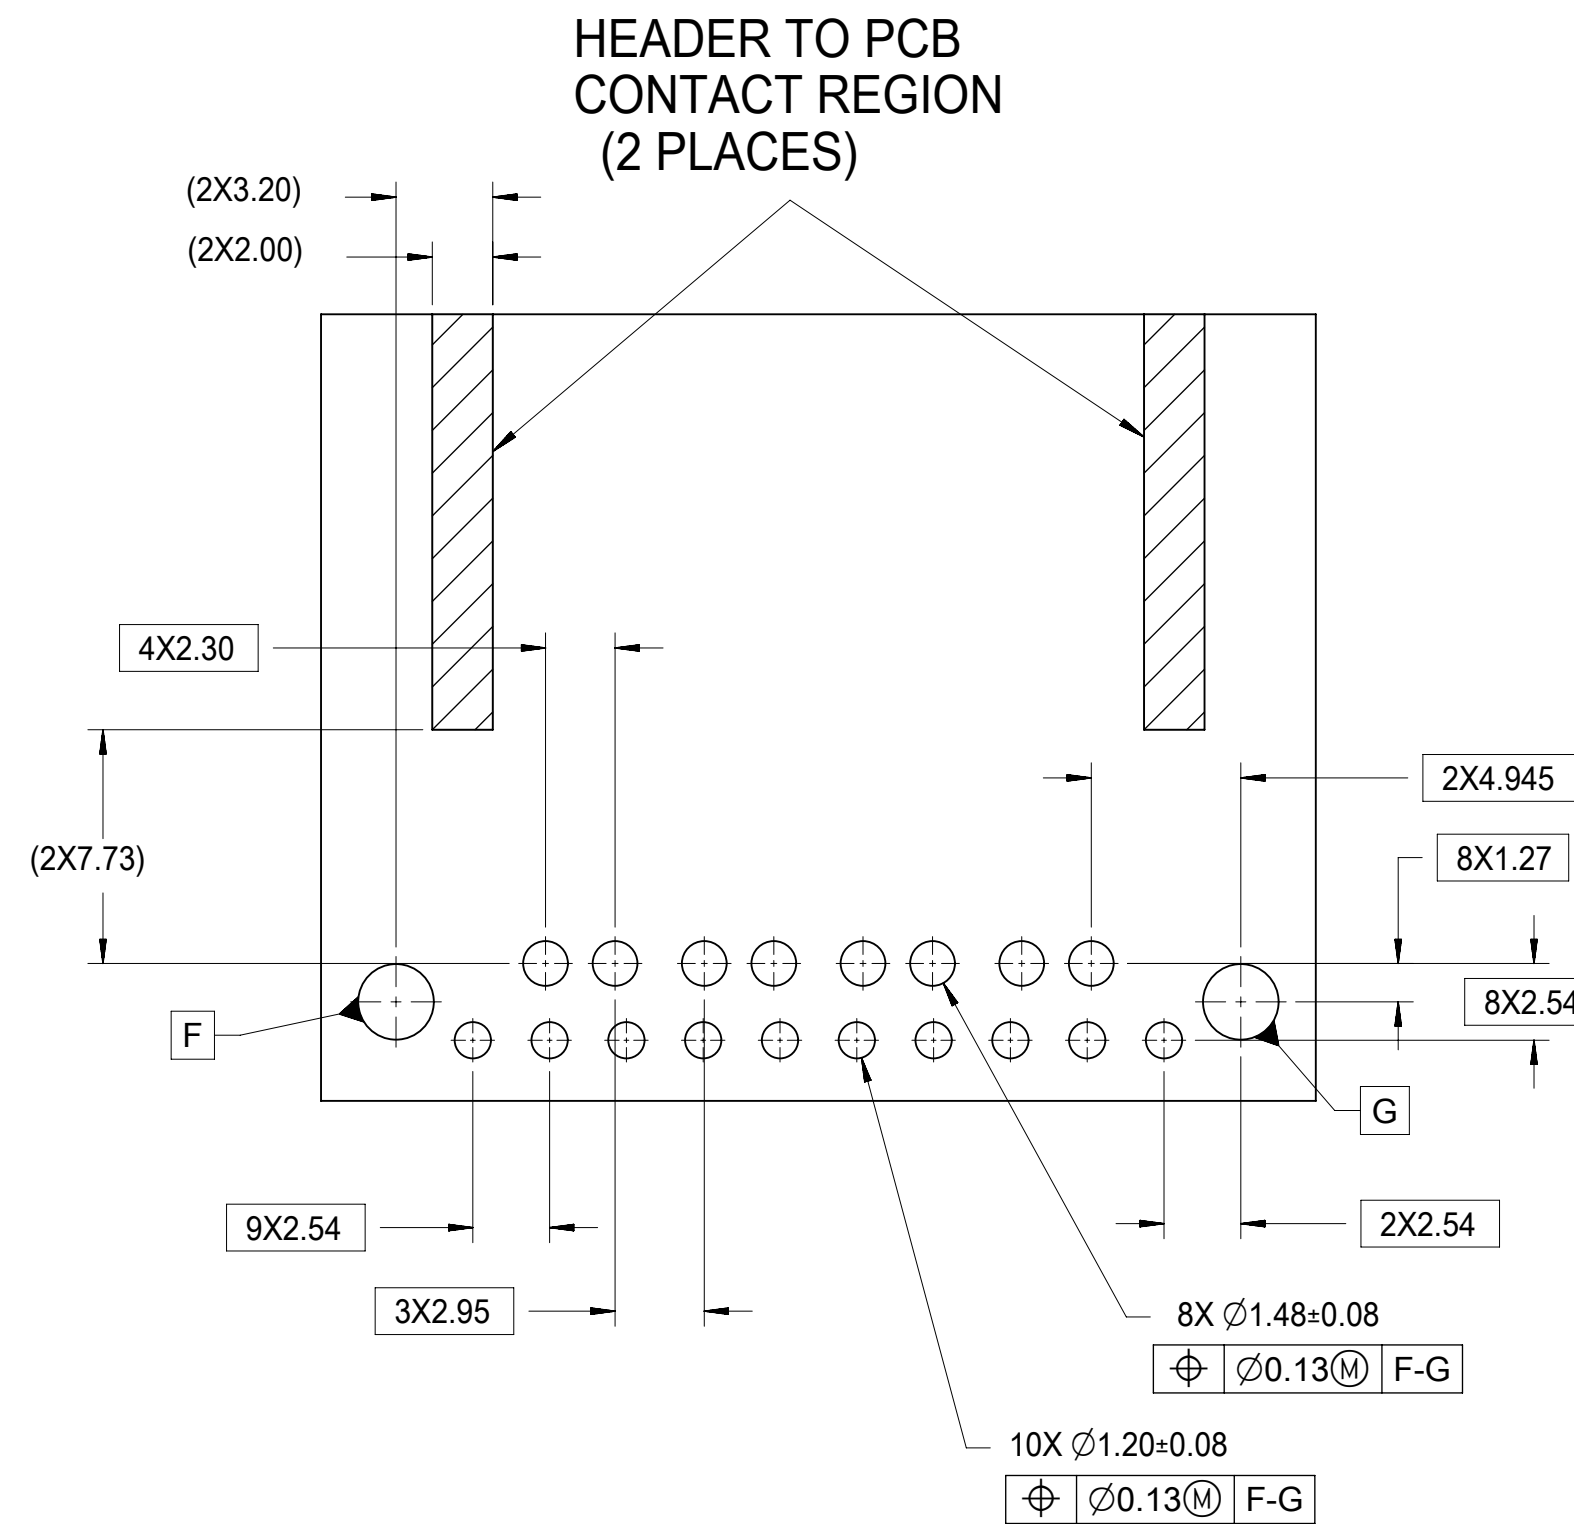 HEADER TO PCB
CONTACT REGION
(2 PLACES)
(2X3.20)
(2X2.00)
4X2.30
2X4.945
(2X7.73)
8X1.27
8X2.54
F
G
9X2.54
2X2.54
3X2.95
8X ∅1.48±0.08
⌖ ∅0.13Ⓜ F-G
10X ∅1.20±0.08
⌖ ∅0.13Ⓜ F-G